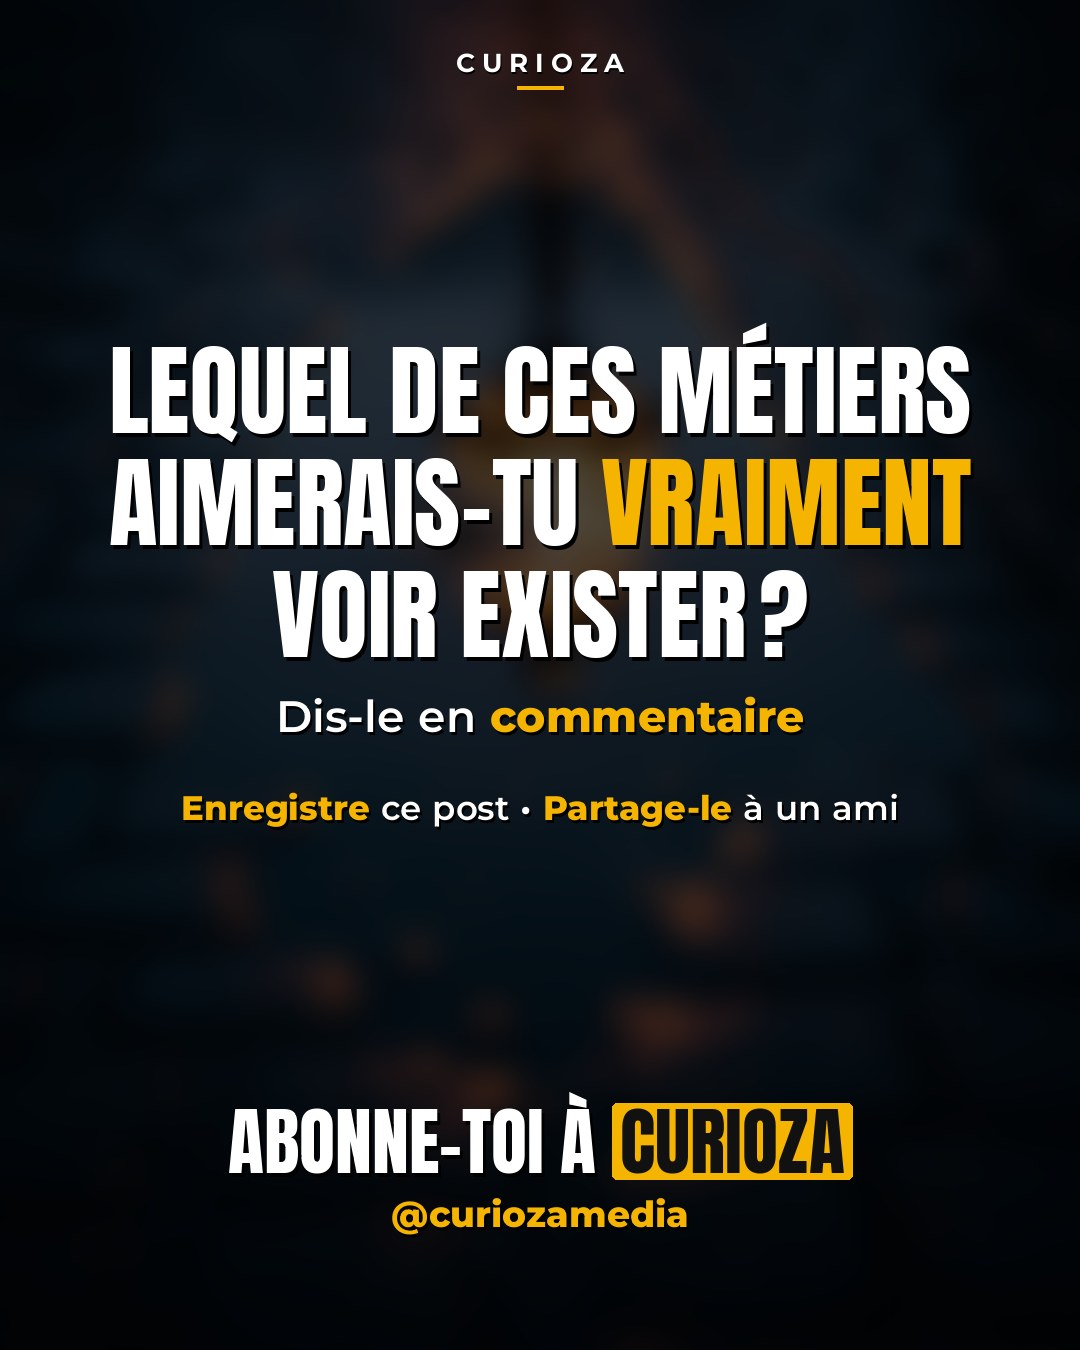 CURIOZA
LEQUEL DE CES MÉTIERS
AIMERAIS-TU VRAIMENT
VOIR EXISTER ?
Dis-le en commentaire
Enregistre ce post • Partage-le à un ami
ABONNE-TOI À CURIOZA
@curiozamedia